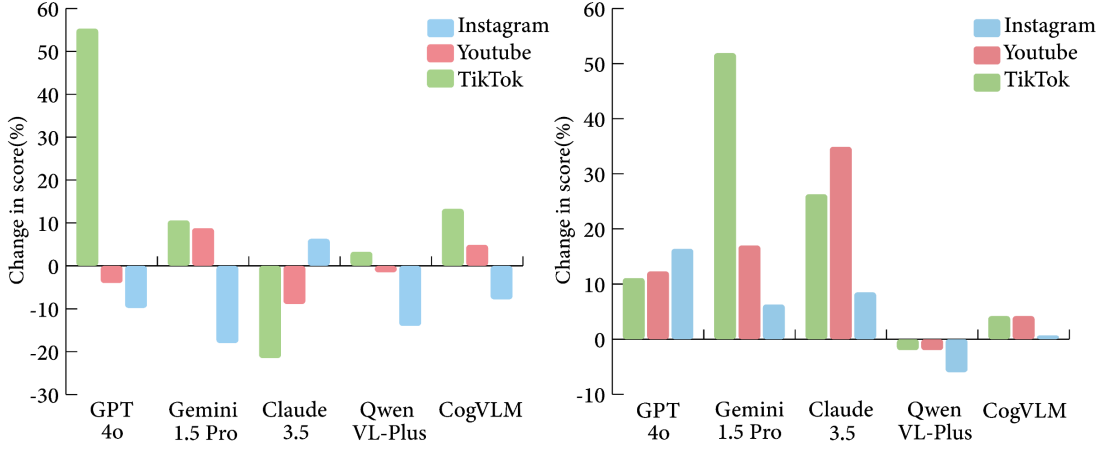 Change in score(%)
60
50
40
30
20
10
0
-10
-20
-30
Instagram
Youtube
TikTok
GPT
4o
Gemini
1.5 Pro
Claude
3.5
Qwen
VL-Plus
CogVLM
Change in score(%)
60
50
40
30
20
10
0
-10
Instagram
Youtube
TikTok
GPT
4o
Gemini
1.5 Pro
Claude
3.5
Qwen
VL-Plus
CogVLM